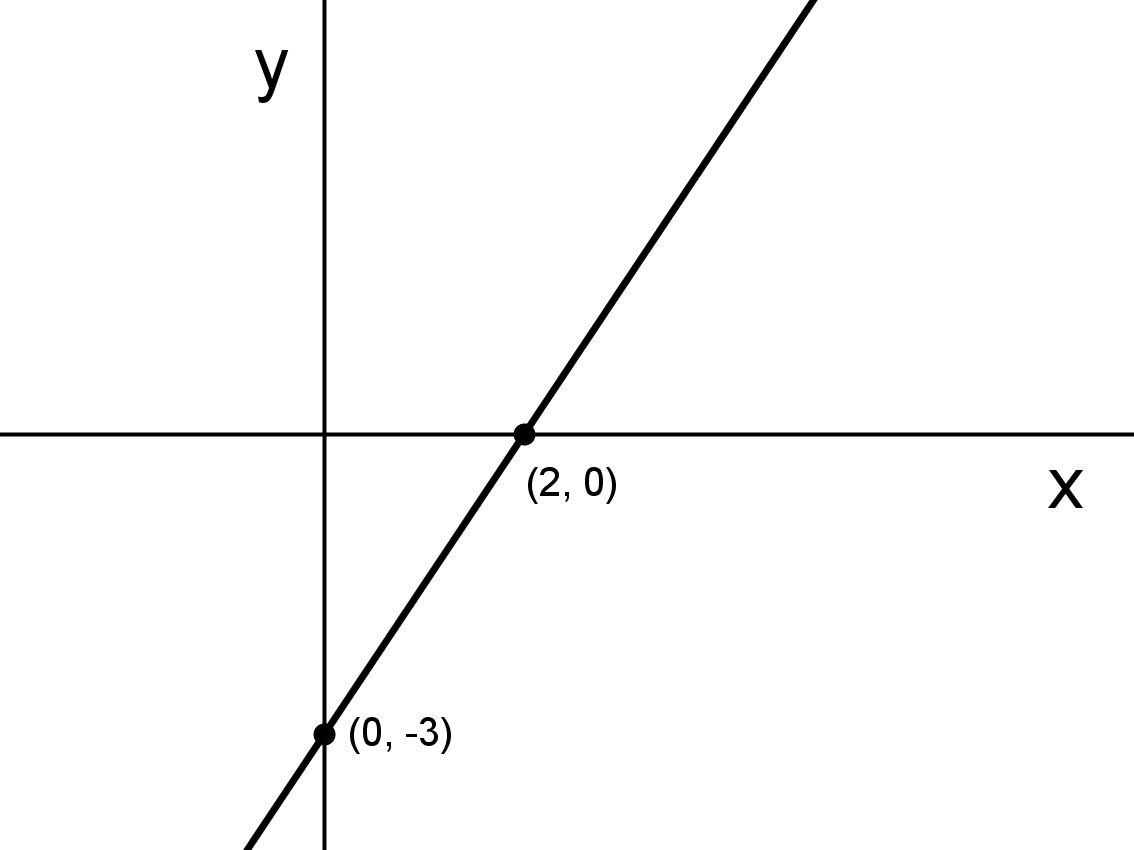 y
(2, 0)
x
(0, -3)